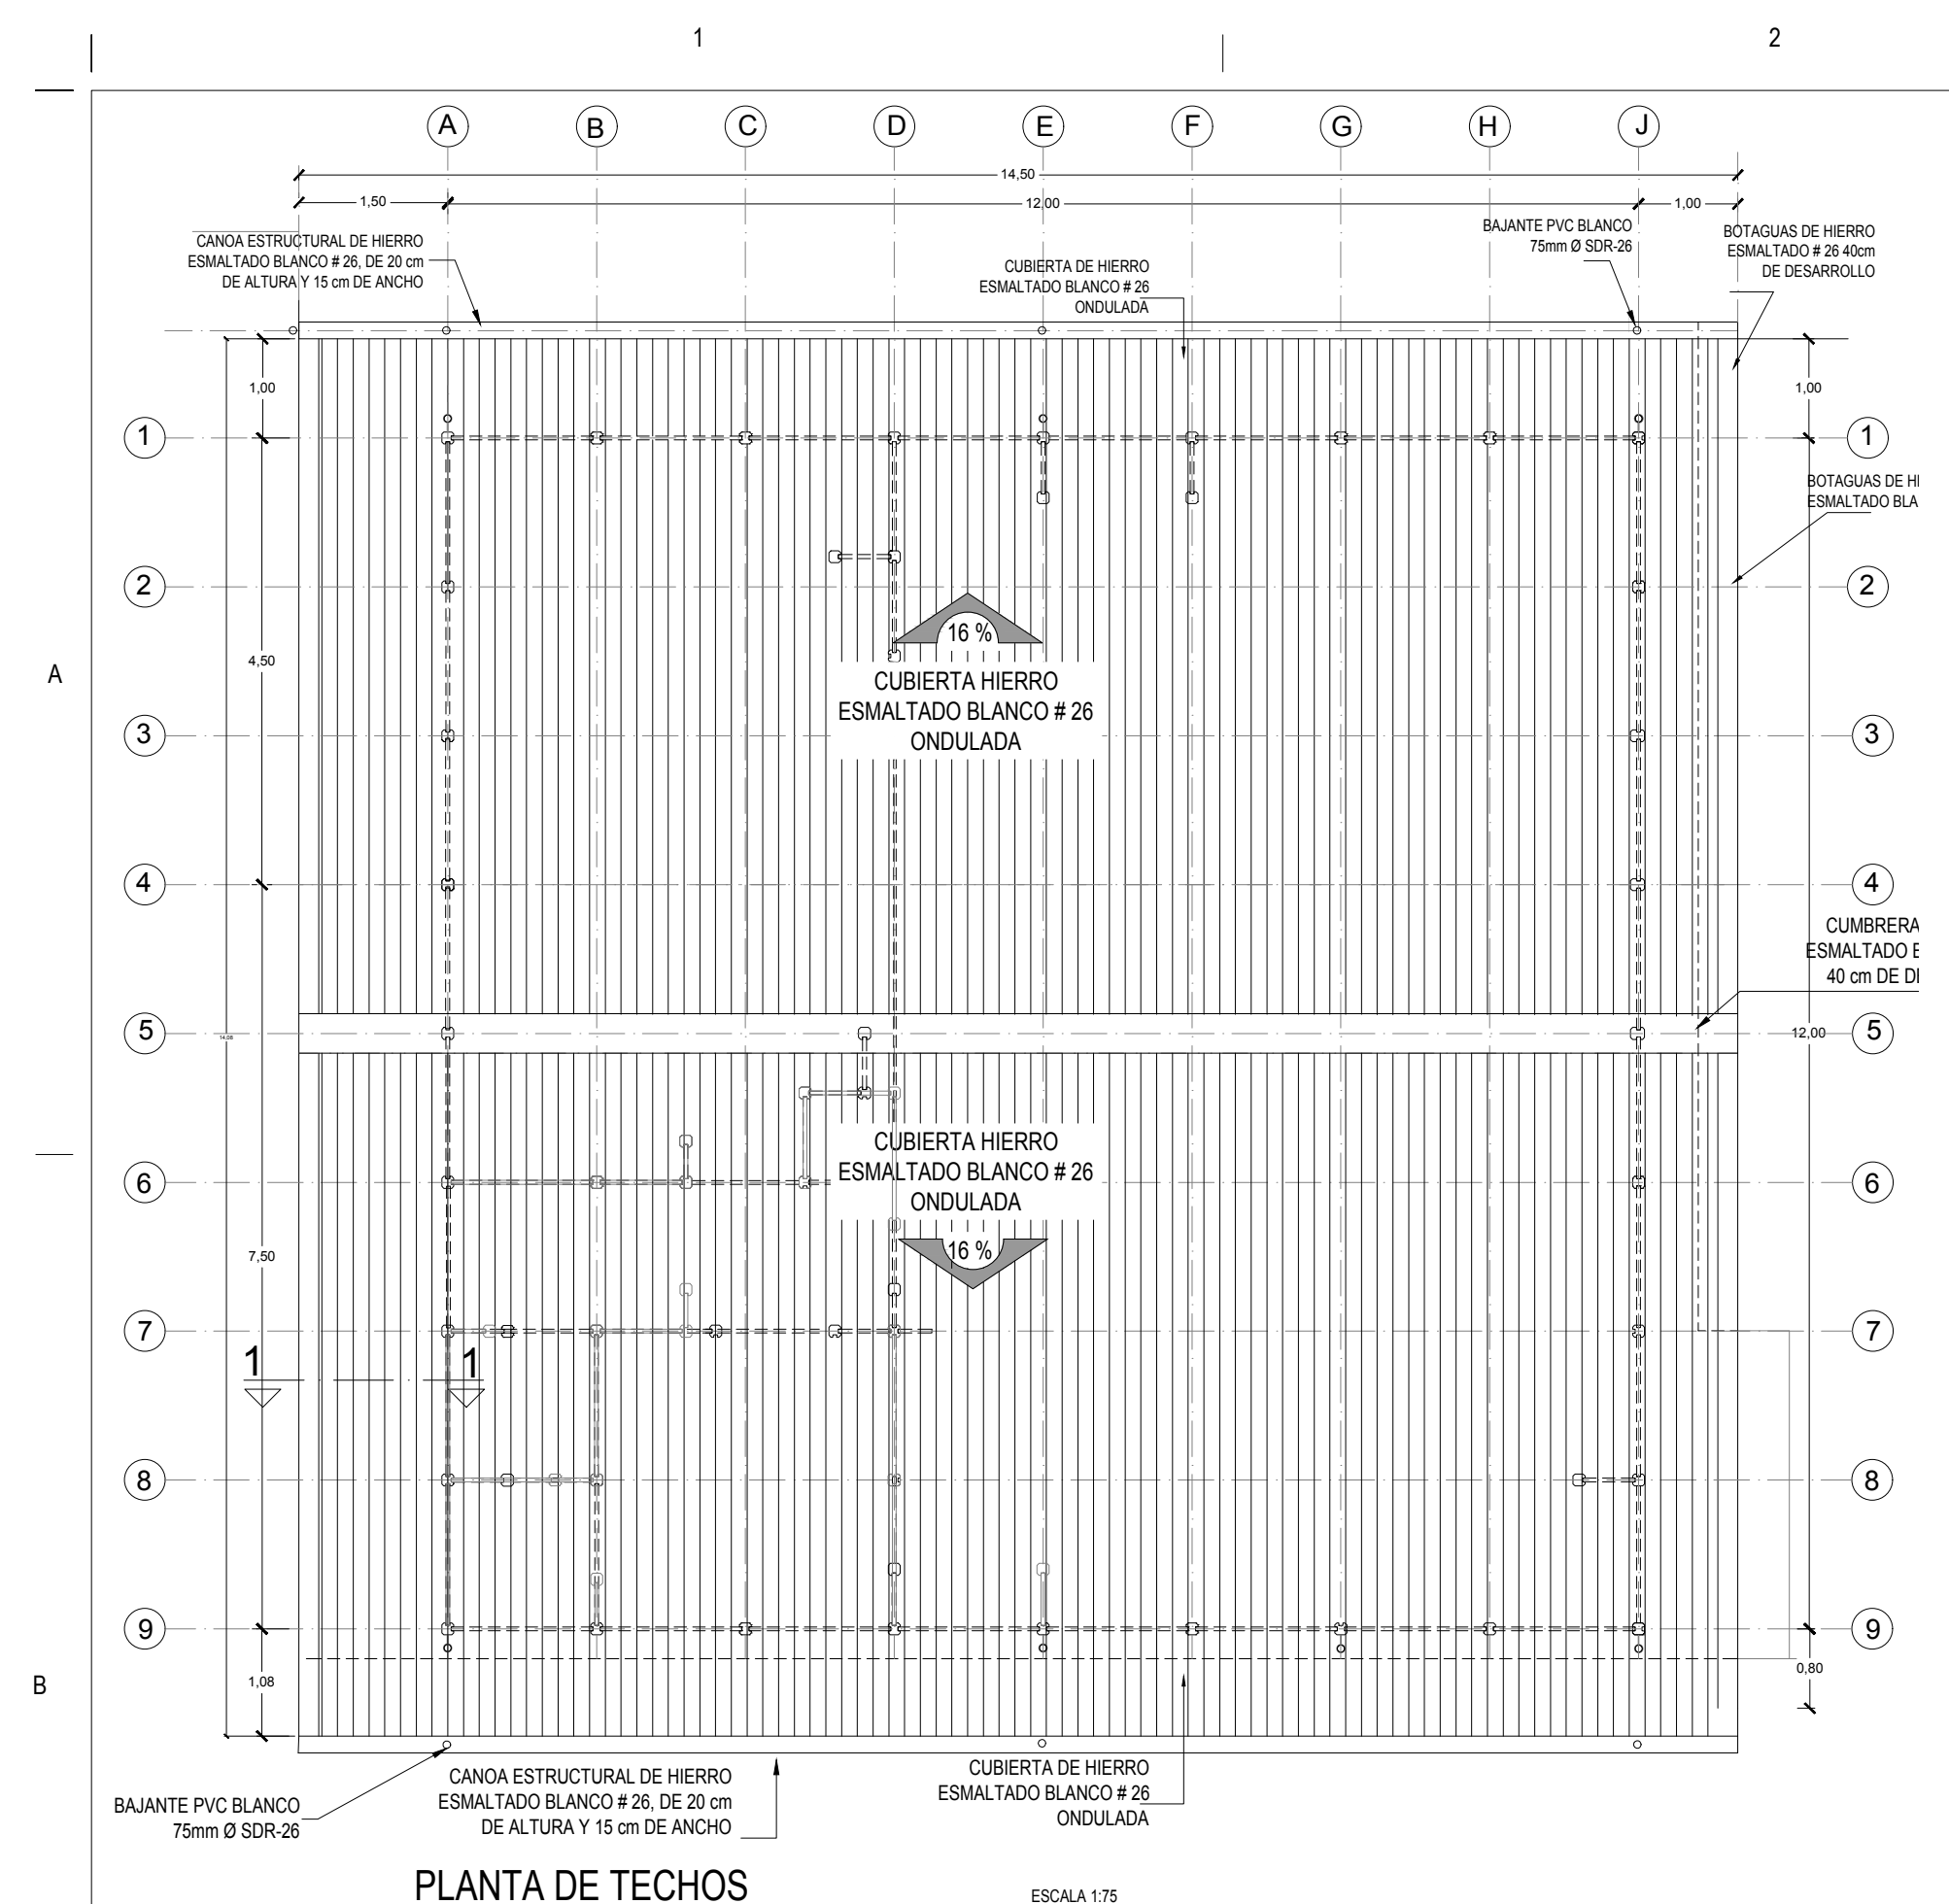 1
2
A
B
C
D
E
F
G
H
J
14,50
1,50
12,00
1,00
CANOA ESTRUCTURAL DE HIERRO
ESMALTADO BLANCO # 26, DE 20 cm
DE ALTURA Y 15 cm DE ANCHO
CUBIERTA DE HIERRO
ESMALTADO BLANCO # 26
ONDULADA
BAJANTE PVC BLANCO
75mm Ø SDR-26
BOTAGUAS DE HIERRO
ESMALTADO # 26 40cm
DE DESARROLLO
1,00
1,00
1
1
BOTAGUAS DE HI
ESMALTADO BLA
2
2
16 %
A
4,50
CUBIERTA HIERRO
ESMALTADO BLANCO # 26
ONDULADA
3
3
4
4
CUMBRERA
ESMALTADO B
40 cm DE DE
5
14,08
12,00
5
CUBIERTA HIERRO
ESMALTADO BLANCO # 26
ONDULADA
6
6
16 %
7,50
7
7
1
1
8
8
9
9
B
1,08
0,80
BAJANTE PVC BLANCO
75mm Ø SDR-26
CANOA ESTRUCTURAL DE HIERRO
ESMALTADO BLANCO # 26, DE 20 cm
DE ALTURA Y 15 cm DE ANCHO
CUBIERTA DE HIERRO
ESMALTADO BLANCO # 26
ONDULADA
PLANTA DE TECHOS
ESCALA 1:75